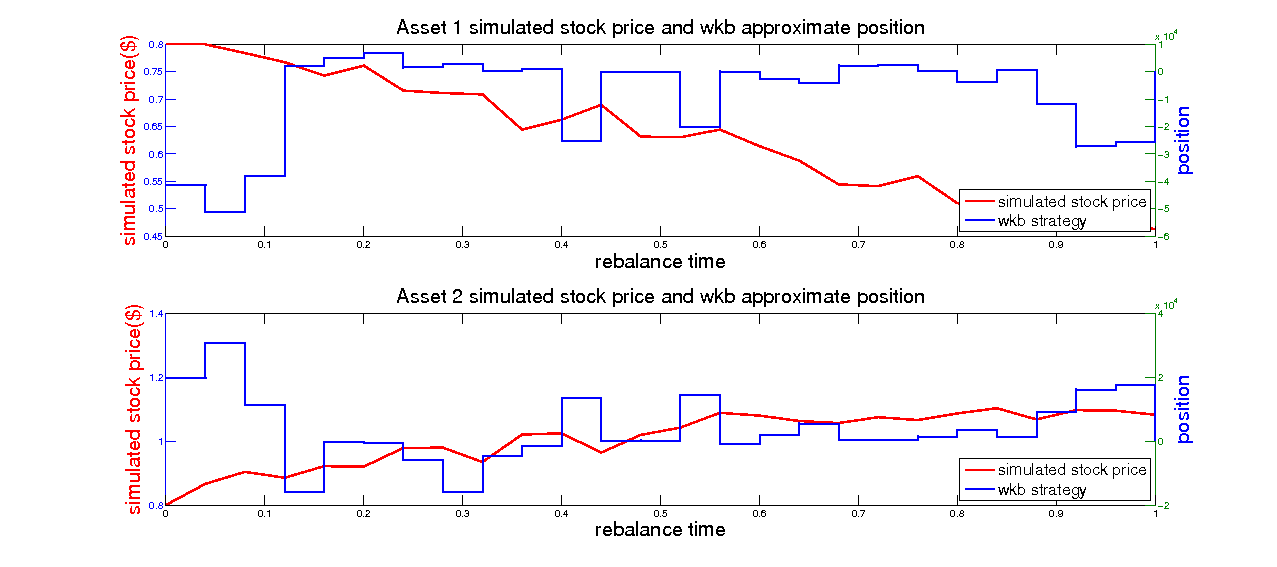 Asset 1 simulated stock price and wkb approximate position
simulated stock price($)
0.8
0.75
0.7
0.65
0.6
0.55
0.5
0.45
x 10^4
1
0
-1
-2
-3
-4
-5
-6
position
simulated stock price
wkb strategy
0 0.1 0.2 0.3 0.4 0.5 0.6 0.7 0.8 0.9 1
rebalance time
Asset 2 simulated stock price and wkb approximate position
simulated stock price($)
1.4
1.2
1
0.8
x 10^4
4
2
0
-2
position
simulated stock price
wkb strategy
0 0.1 0.2 0.3 0.4 0.5 0.6 0.7 0.8 0.9 1
rebalance time